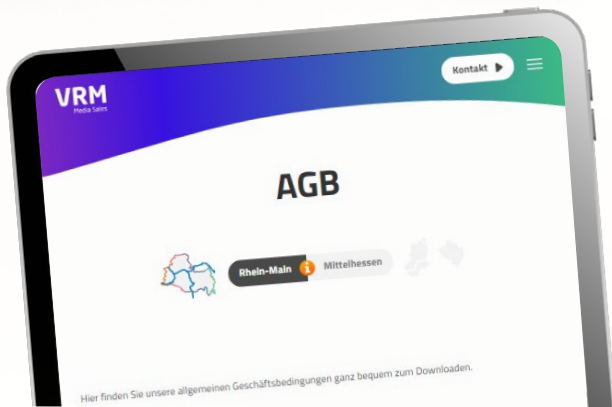 VRM
Media Sales
Kontakt
AGB
Rhein-Main i Mittelhessen
Hier finden Sie unsere allgemeinen Geschäftsbedingungen ganz bequem zum Downloaden.